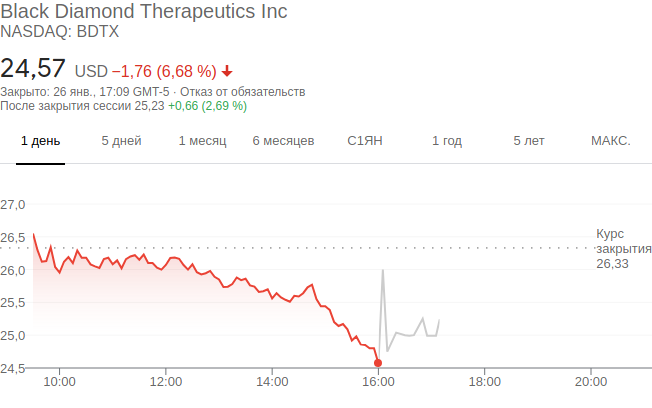 Black Diamond Therapeutics Inc
NASDAQ: BDTX
24,57 USD −1,76 (6,68 %)
Закрыто: 26 янв., 17:09 GMT-5 · Отказ от обязательств
После закрытия сессии 25,23 +0,66 (2,69 %)
1 день 5 дней 1 месяц 6 месяцев С1ЯН 1 год 5 лет МАКС.
27,0
26,5
26,0
25,5
25,0
24,5
Курс
закрытия
26,33
10:00 12:00 14:00 16:00 18:00 20:00